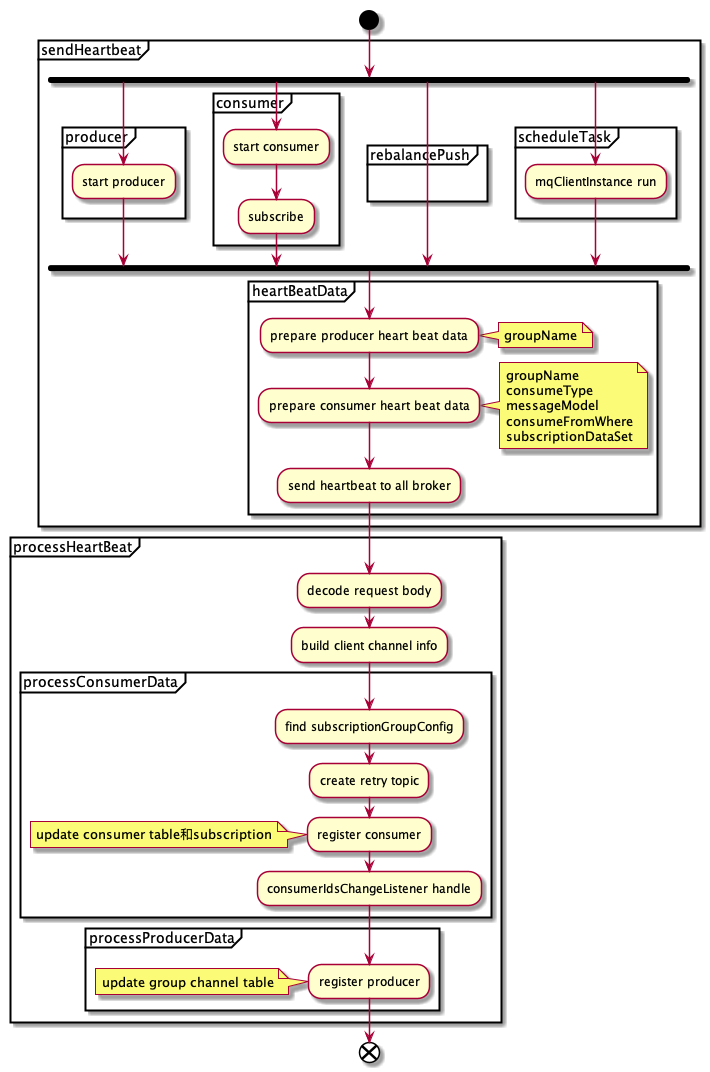 sendHeartbeat
producer
start producer
consumer
start consumer
subscribe
rebalancePush
scheduleTask
mqClientInstance run
heartBeatData
prepare producer heart beat data
groupName
prepare consumer heart beat data
groupName
consumeType
messageModel
consumeFromWhere
subscriptionDataSet
send heartbeat to all broker
processHeartBeat
decode request body
build client channel info
processConsumerData
find subscriptionGroupConfig
create retry topic
update consumer table和subscription
register consumer
consumerIdsChangeListener handle
processProducerData
update group channel table
register producer